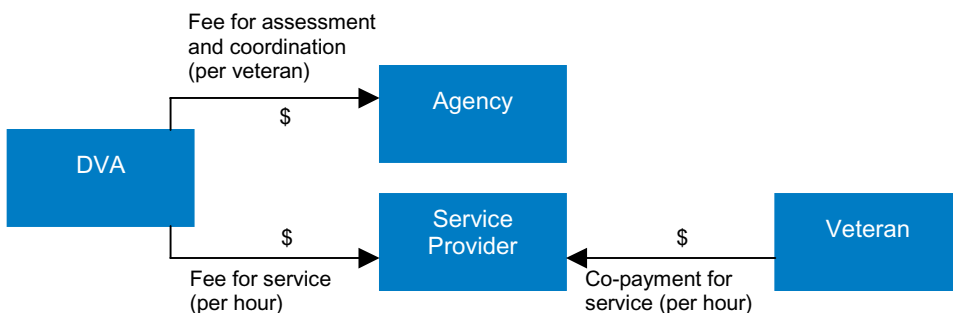 Fee for assessment
and coordination
(per veteran)
$
Agency
DVA
$
Fee for service
(per hour)
Service
Provider
$
Co-payment for
service (per hour)
Veteran